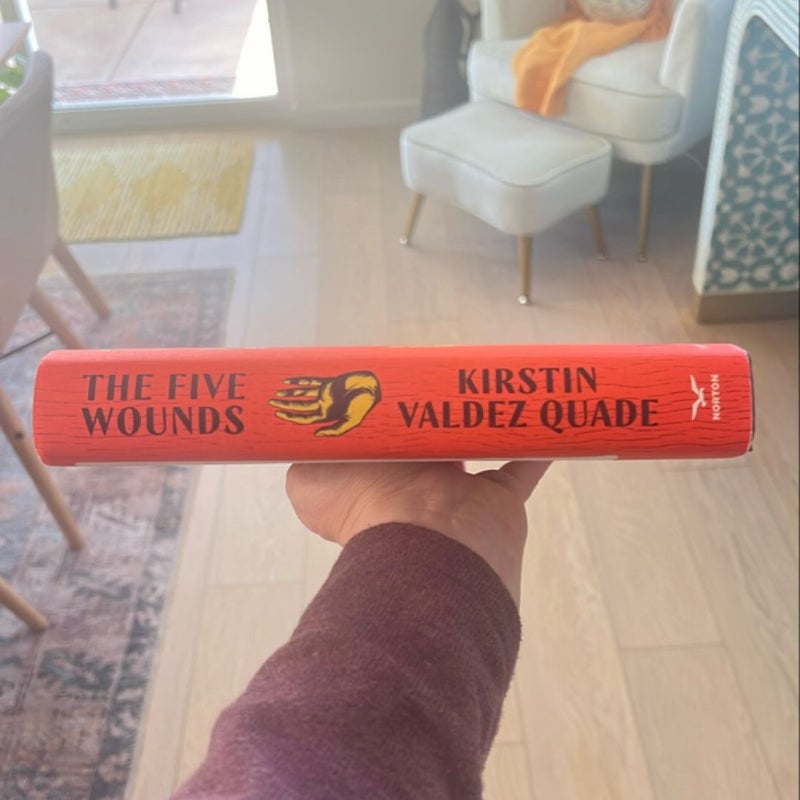 THE FIVE
WOUNDS
KIRSTIN
VALDEZ QUADE
NORTON